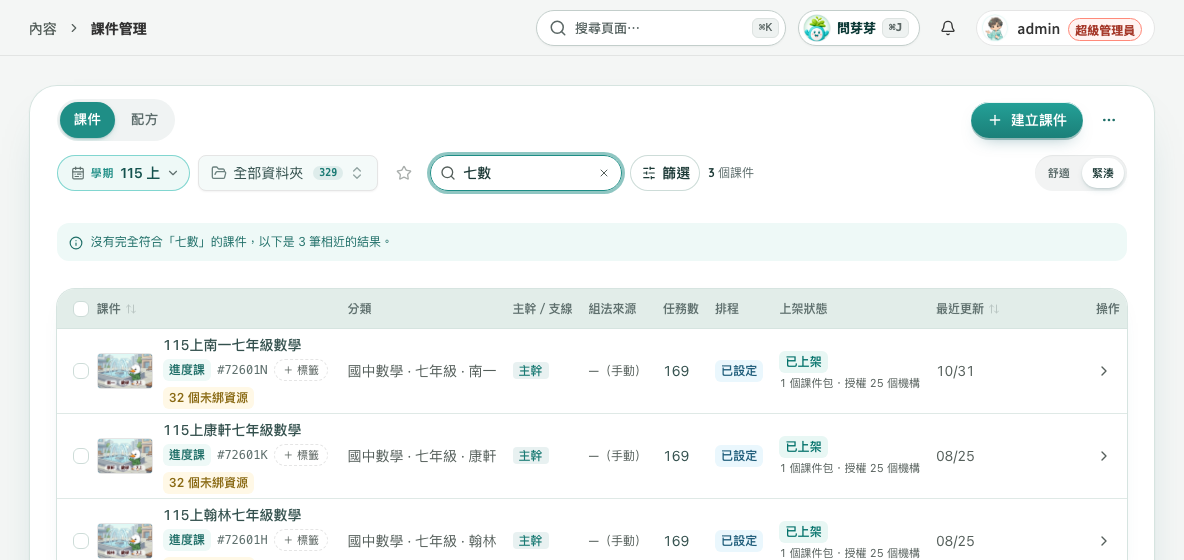 內容 > 課件管理
搜尋頁面… ⌘K
問芽芽 ⌘J
admin 超級管理員
課件 配方
+ 建立課件 …
學期 115 上 全部資料夾 329 七數 × 篩選 3 個課件 舒適 緊湊
沒有完全符合「七數」的課件，以下是 3 筆相近的結果。
課件 分類 主幹 / 支線 組法來源 任務數 排程 上架狀態 最近更新 操作
115上南一七年級數學
進度課 #72601N + 標籤
32 個未綁資源
國中數學 · 七年級 · 南一 主幹 —（手動） 169 已設定 已上架 10/31
1 個課件包 · 授權 25 個機構
115上康軒七年級數學
進度課 #72601K + 標籤
32 個未綁資源
國中數學 · 七年級 · 康軒 主幹 —（手動） 169 已設定 已上架 08/25
1 個課件包 · 授權 25 個機構
115上翰林七年級數學
進度課 #72601H + 標籤
國中數學 · 七年級 · 翰林 主幹 —（手動） 169 已設定 已上架 08/25
1 個課件包 · 授權 25 個機構